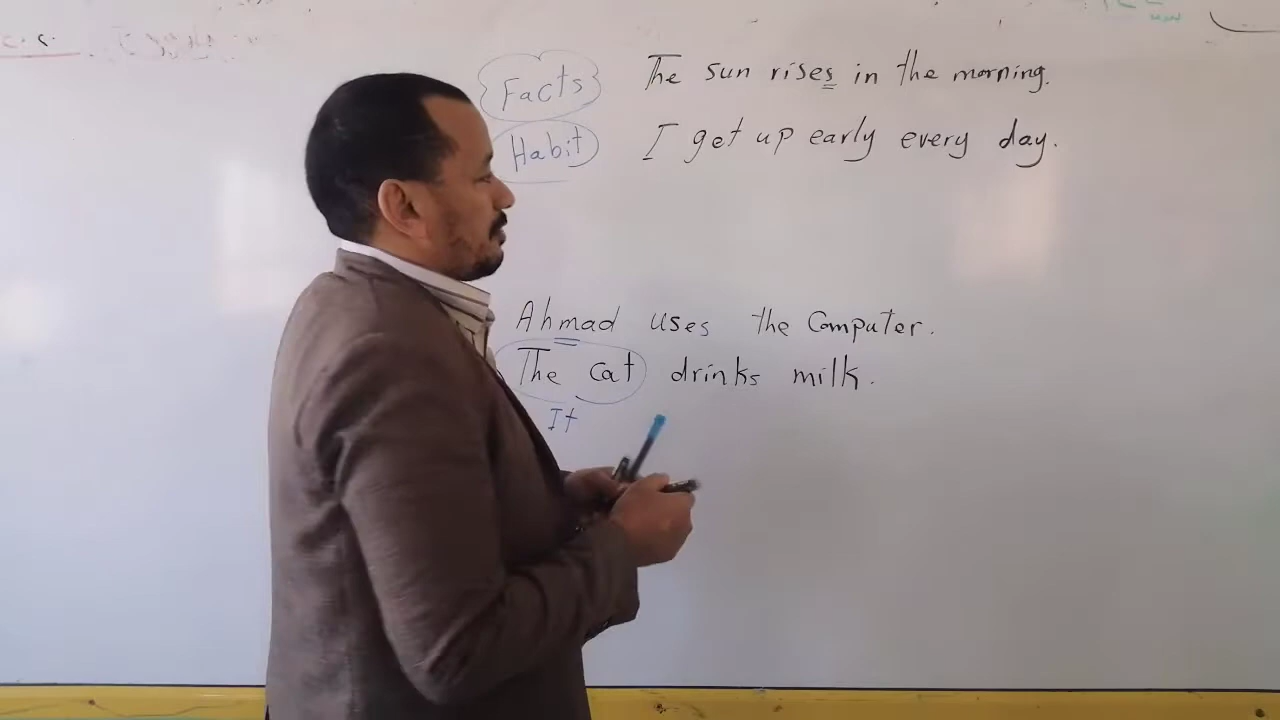 Facts The sun rises in the morning.
Habit I get up early every day.
Ahmad uses the Computer.
The cat drinks milk.
It